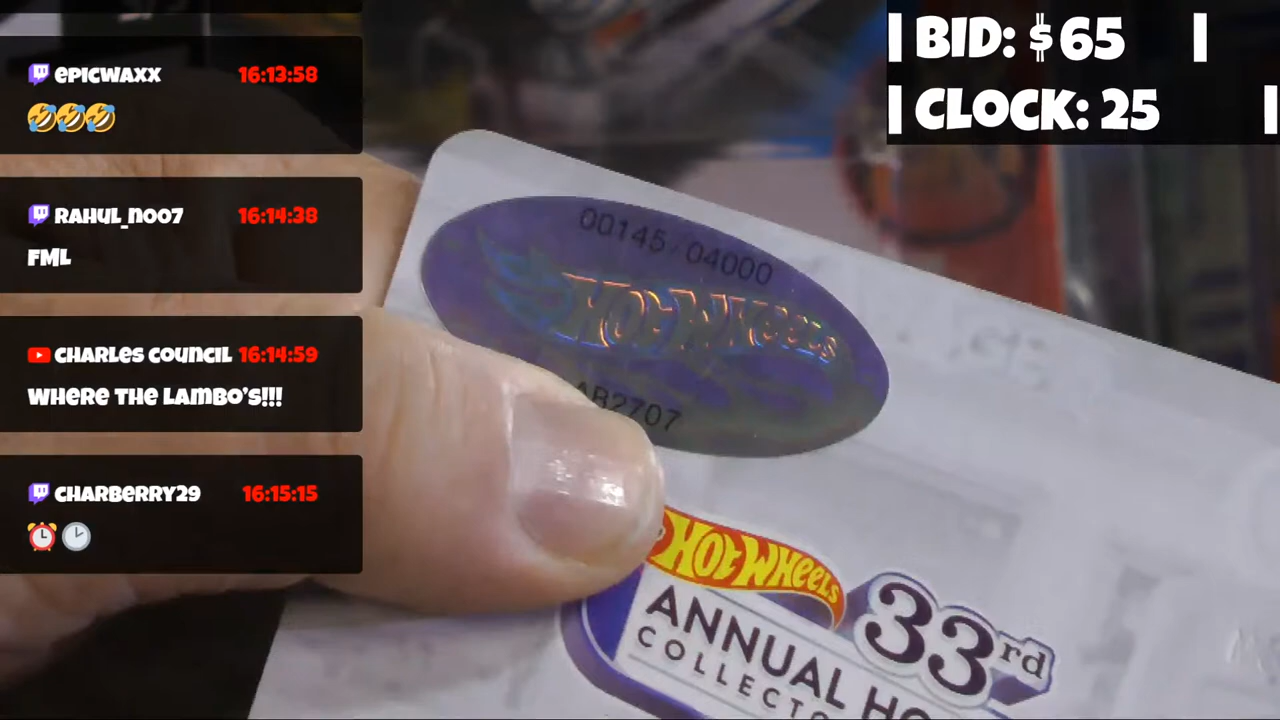 epicwaxx 16:13:58
🤣🤣🤣
Rahul_n007 16:14:38
FML
Charles Council 16:14:59
WHERE THE LAMBO'S!!!
charberry29 16:15:15
⏰🕒
| BID: $65 |
| CLOCK: 25 |
00145/04000
HOT WHEELS
AB2707
HOT WHEELS
33rd
ANNUAL